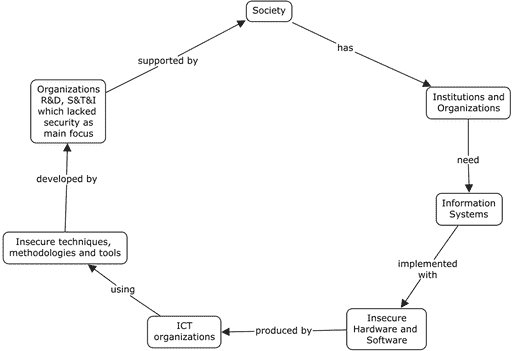 Society
has
Institutions and
Organizations
need
Information
Systems
implemented
with
Insecure
Hardware and
Software
produced by
ICT
organizations
using
Insecure techniques,
methodologies and tools
developed by
Organizations
R&D, S&T&I
which lacked
security as
main focus
supported by